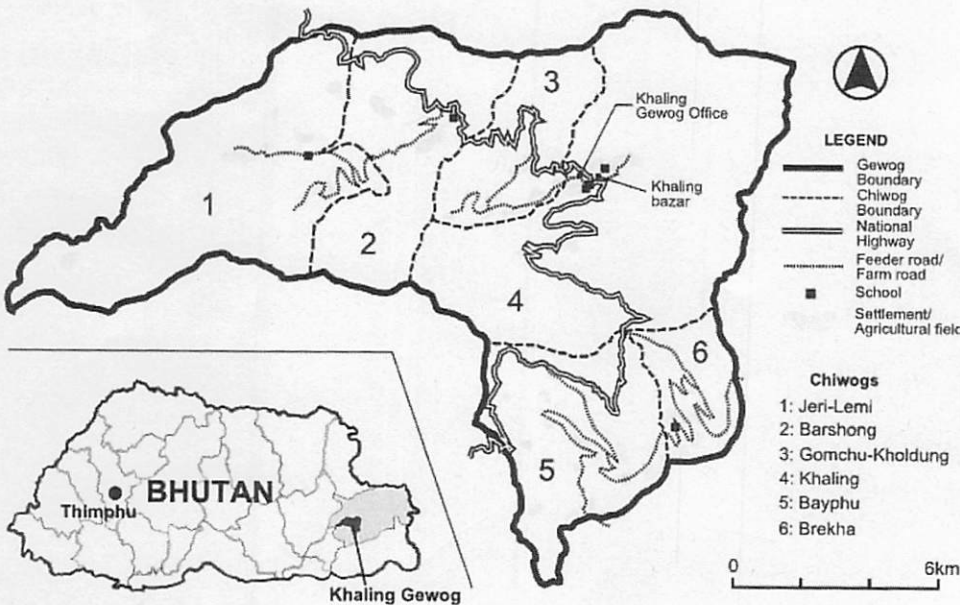 3
Khaling
Gewog Office
Khaling
bazar
1
2
4
6
5
LEGEND
Gewog
Boundary
Chiwog
Boundary
National
Highway
Feeder road/
Farm road
School
Settlement/
Agricultural field
Chiwogs
1: Jeri-Lemi
2: Barshong
3: Gomchu-Kholdung
4: Khaling
5: Bayphu
6: Brekha
0 6km
BHUTAN
Thimphu
Khaling Gewog